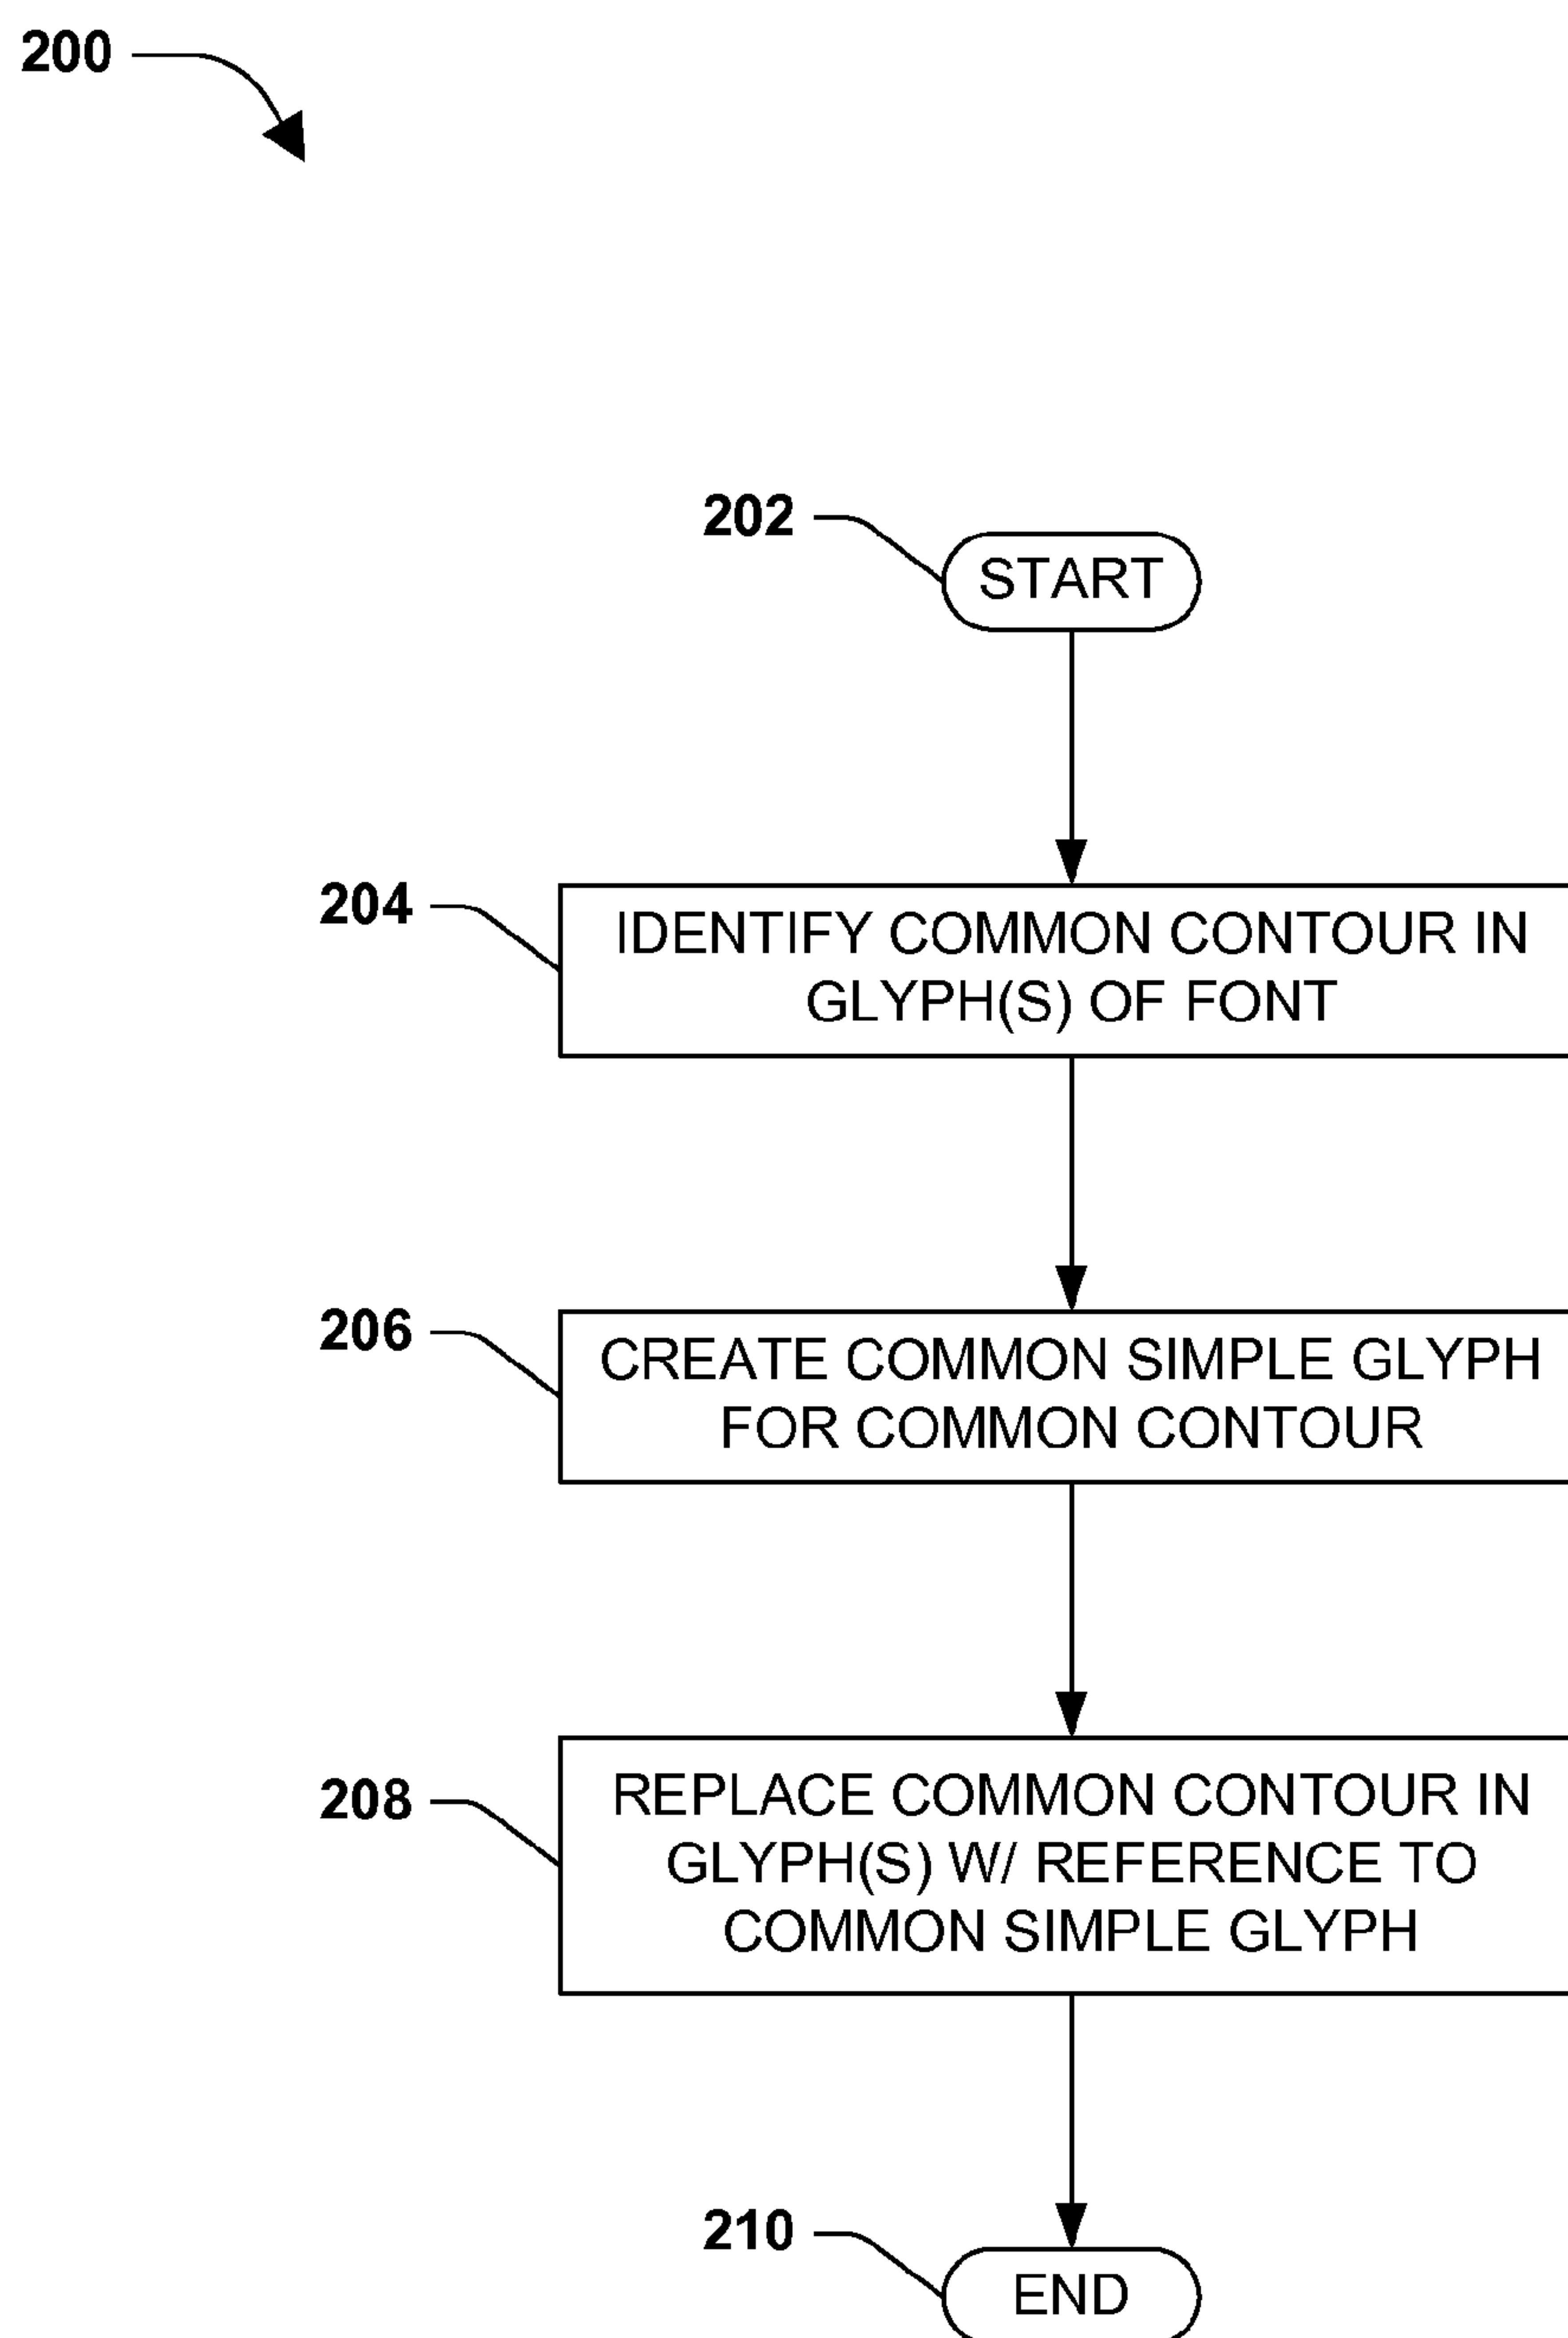 200
202
START
204
IDENTIFY COMMON CONTOUR IN
GLYPH(S) OF FONT
206
CREATE COMMON SIMPLE GLYPH
FOR COMMON CONTOUR
208
REPLACE COMMON CONTOUR IN
GLYPH(S) W/ REFERENCE TO
COMMON SIMPLE GLYPH
210
END